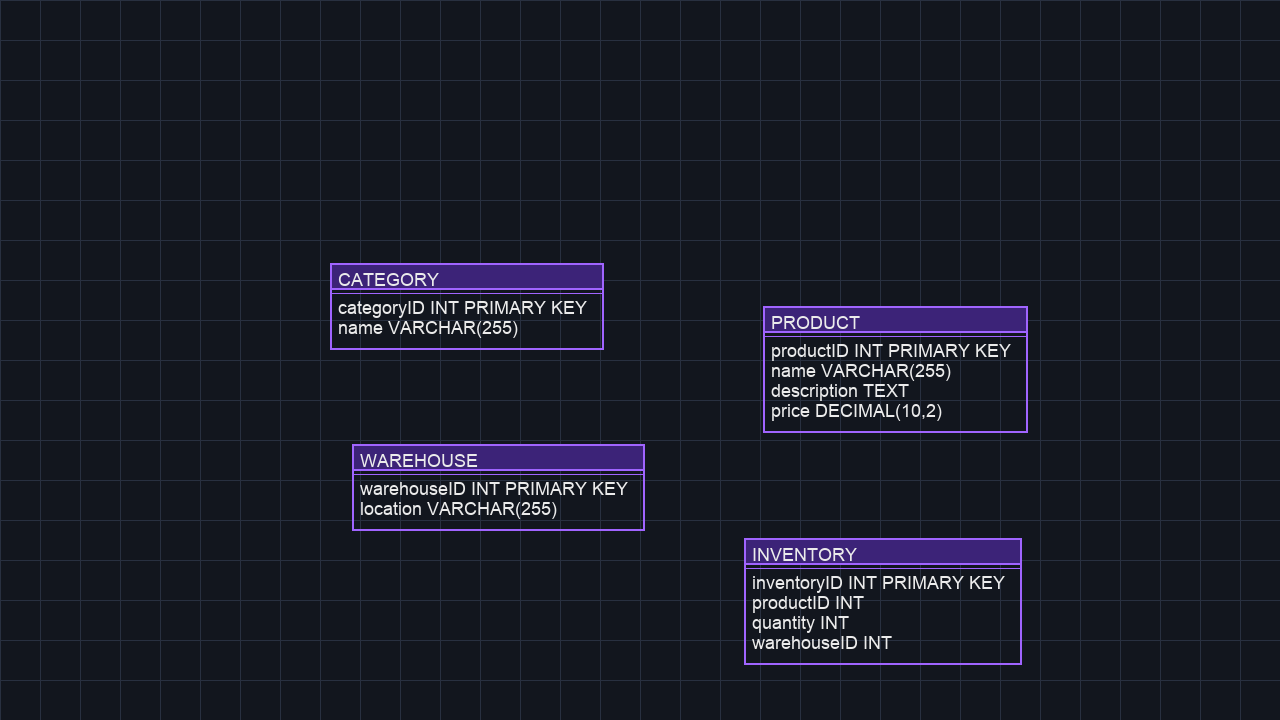 CATEGORY
categoryID INT PRIMARY KEY
name VARCHAR(255)
PRODUCT
productID INT PRIMARY KEY
name VARCHAR(255)
description TEXT
price DECIMAL(10,2)
WAREHOUSE
warehouseID INT PRIMARY KEY
location VARCHAR(255)
INVENTORY
inventoryID INT PRIMARY KEY
productID INT
quantity INT
warehouseID INT